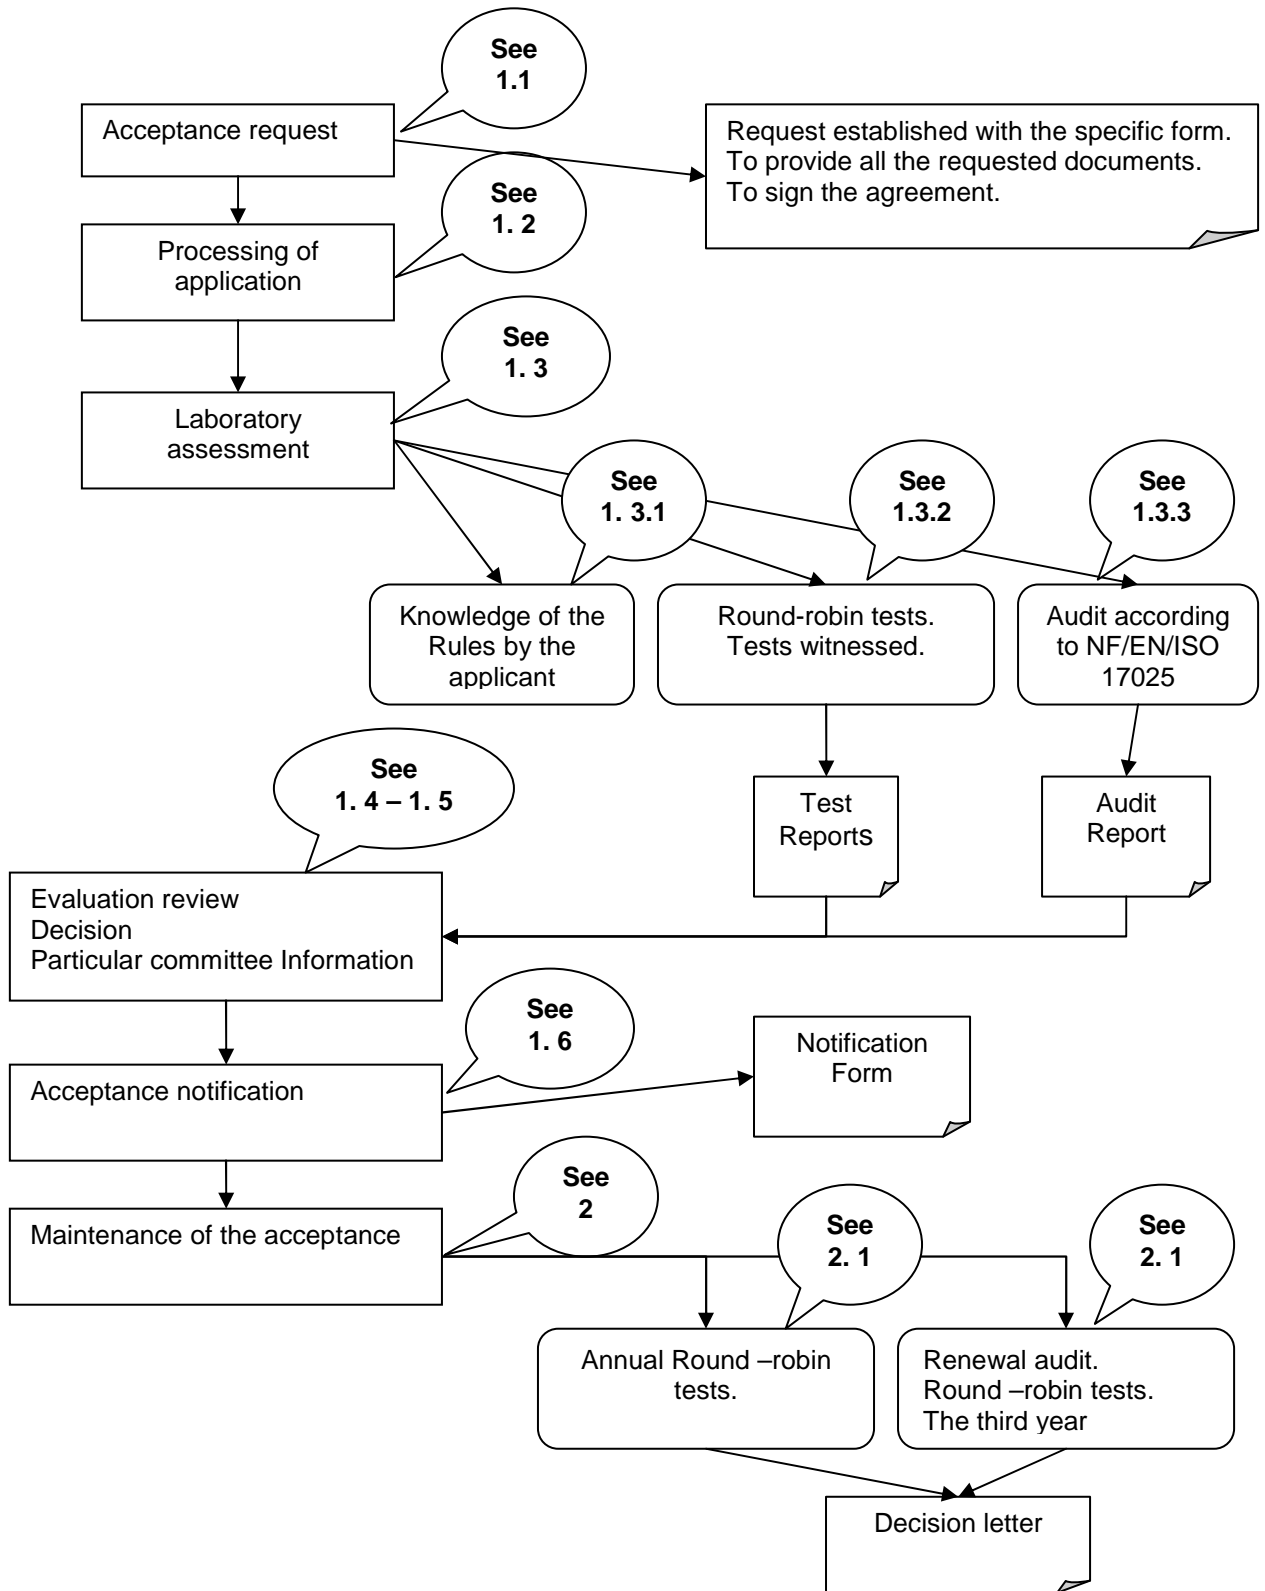 See
1.1
Acceptance request
Request established with the specific form.
To provide all the requested documents.
To sign the agreement.
See
1. 2
Processing of
application
See
1. 3
Laboratory
assessment
See
1. 3.1
See
1.3.2
See
1.3.3
Knowledge of the
Rules by the
applicant
Round-robin tests.
Tests witnessed.
Audit according
to NF/EN/ISO
17025
See
1. 4 – 1. 5
Test
Reports
Audit
Report
Evaluation review
Decision
Particular committee Information
See
1. 6
Notification
Form
Acceptance notification
See
2
Maintenance of the acceptance
See
2. 1
See
2. 1
Annual Round –robin
tests.
Renewal audit.
Round –robin tests.
The third year
Decision letter